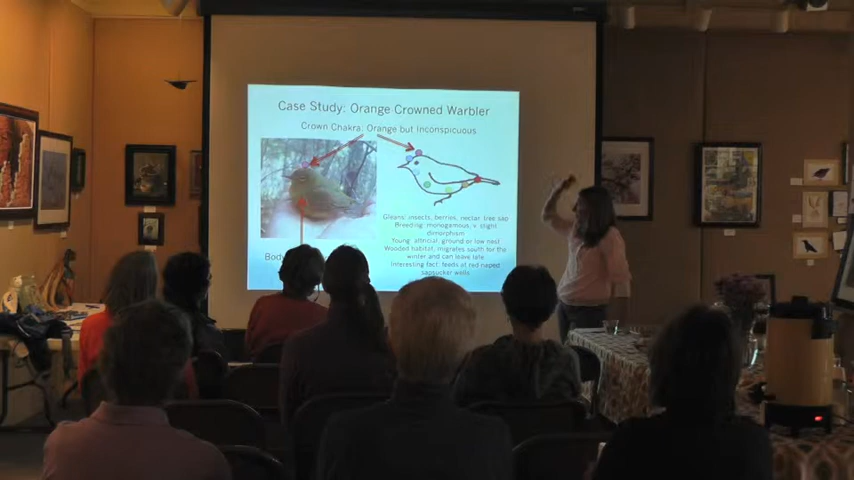 Case Study: Orange Crowned Warbler
Crown Chakra: Orange but Inconspicuous
Gleans: insects, berries, nectar tree sap
Breeding: monogamous, v. slight
dimorphism
Young: altricial, ground or low nest
Wooded habitat, migrates south for the
winter and can leave late
Interesting fact: feeds at red naped
sapsucker wells
Body